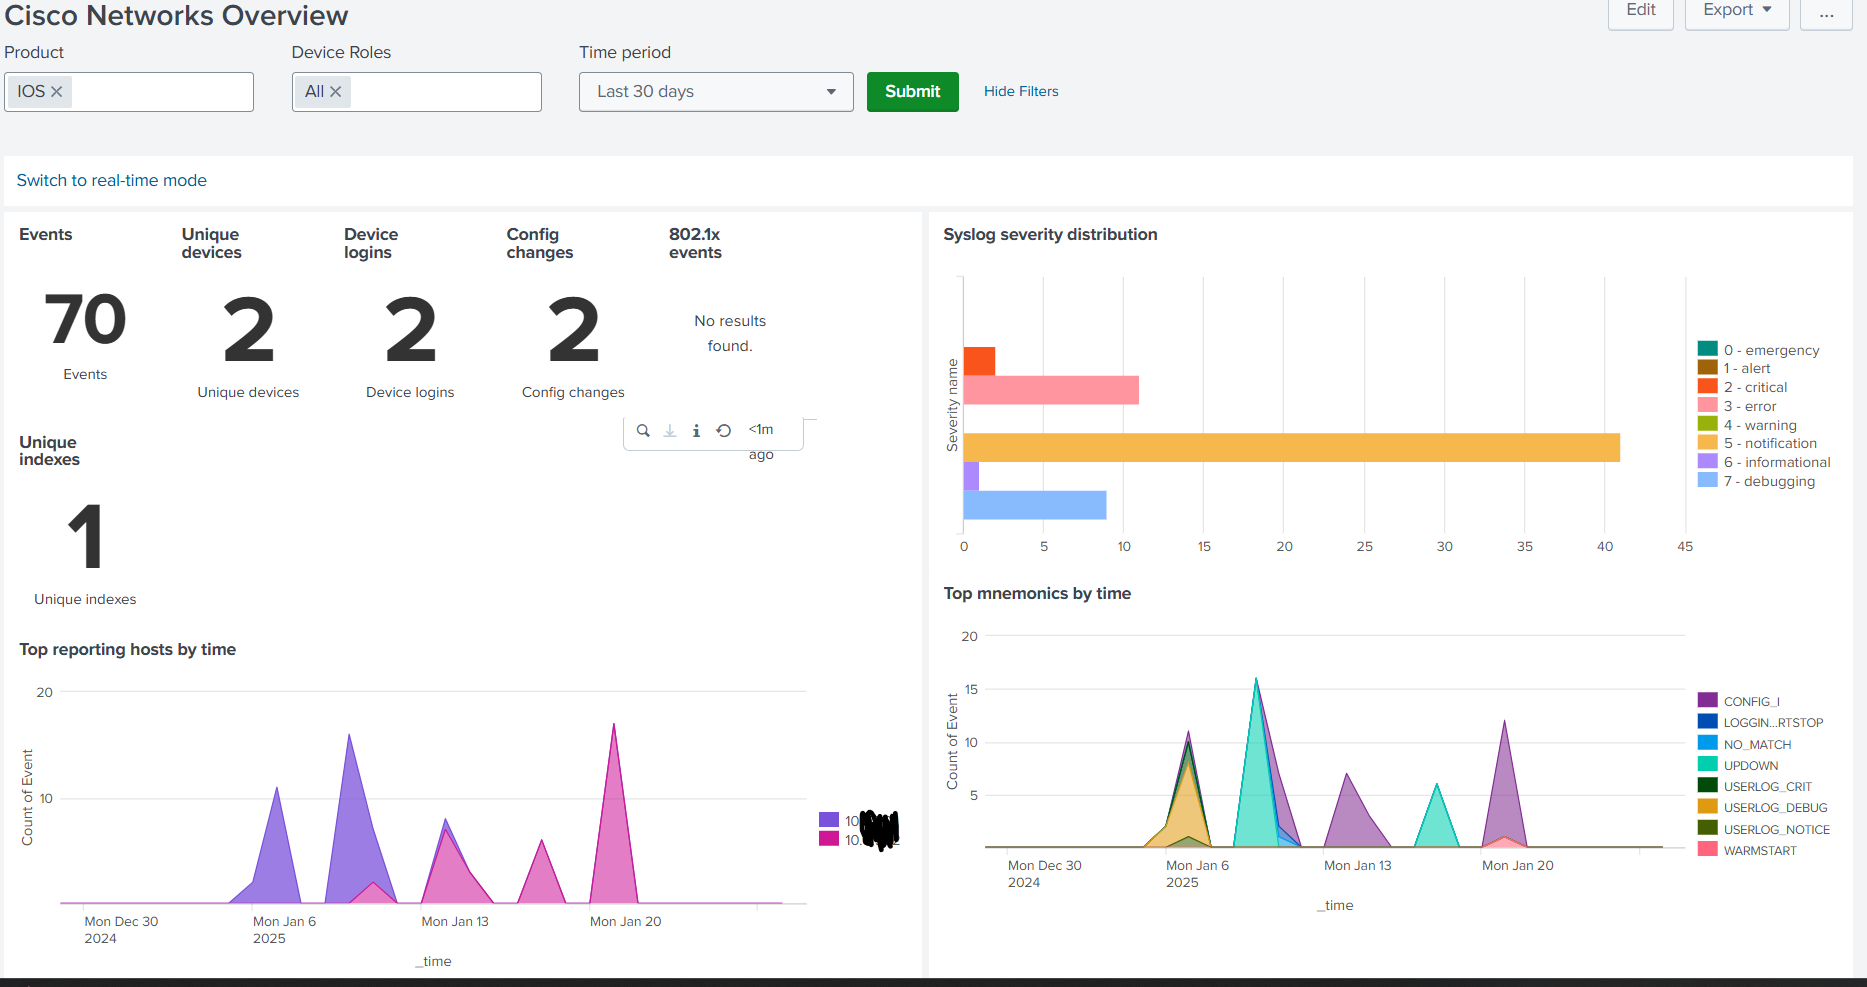 Cisco Networks Overview
Edit
Export
...
Product
Device Roles
Time period
IOS
All
Last 30 days
Submit
Hide Filters
Switch to real-time mode
Events
Unique
devices
Device
logins
Config
changes
802.1x
events
70
2
2
2
No results
found.
Events
Unique devices
Device logins
Config changes
<1m
ago
Unique
indexes
1
Unique indexes
Top reporting hosts by time
Count of Event
20
10
Mon Dec 30
2024
Mon Jan 6
2025
Mon Jan 13
Mon Jan 20
_time
10
10.
Syslog severity distribution
Severity name
0
5
10
15
20
25
30
35
40
45
0 - emergency
1 - alert
2 - critical
3 - error
4 - warning
5 - notification
6 - informational
7 - debugging
Top mnemonics by time
Count of Event
20
15
10
5
Mon Dec 30
2024
Mon Jan 6
2025
Mon Jan 13
Mon Jan 20
_time
CONFIG_I
LOGGIN...RTSTOP
NO_MATCH
UPDOWN
USERLOG_CRIT
USERLOG_DEBUG
USERLOG_NOTICE
WARMSTART